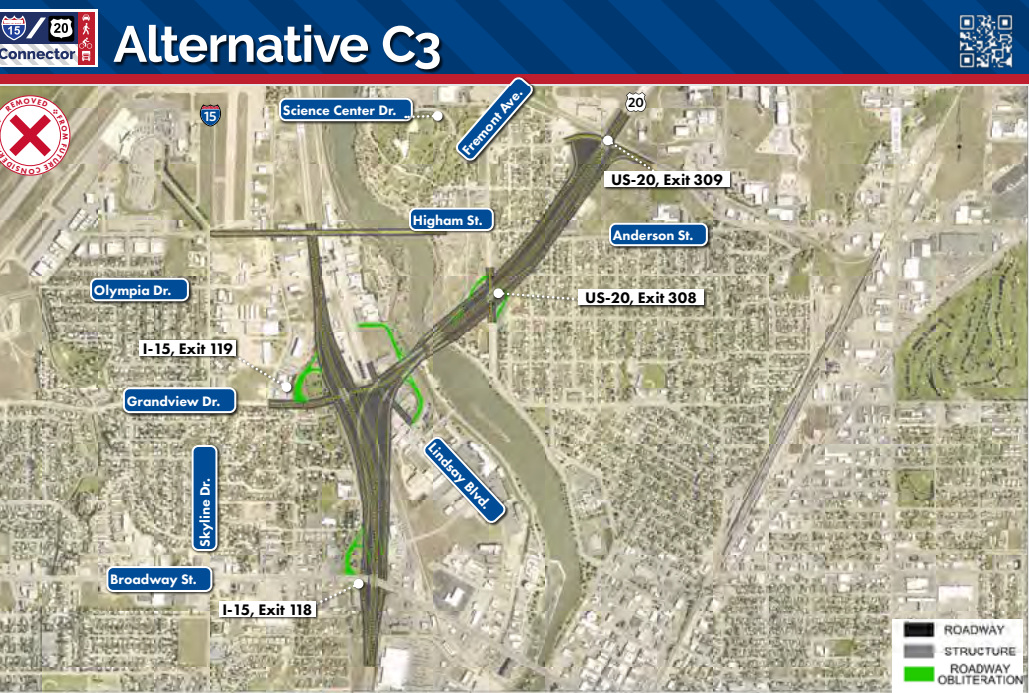 15 / 20
Connector
Alternative C3
REMOVED FROM FUTURE CONSIDE
15
Science Center Dr.
Fremont Ave.
20
US-20, Exit 309
Higham St.
Anderson St.
Olympia Dr.
US-20, Exit 308
I-15, Exit 119
Grandview Dr.
Lindsay Blvd.
Skyline Dr.
Broadway St.
I-15, Exit 118
ROADWAY
STRUCTURE
ROADWAY
OBLITERATION